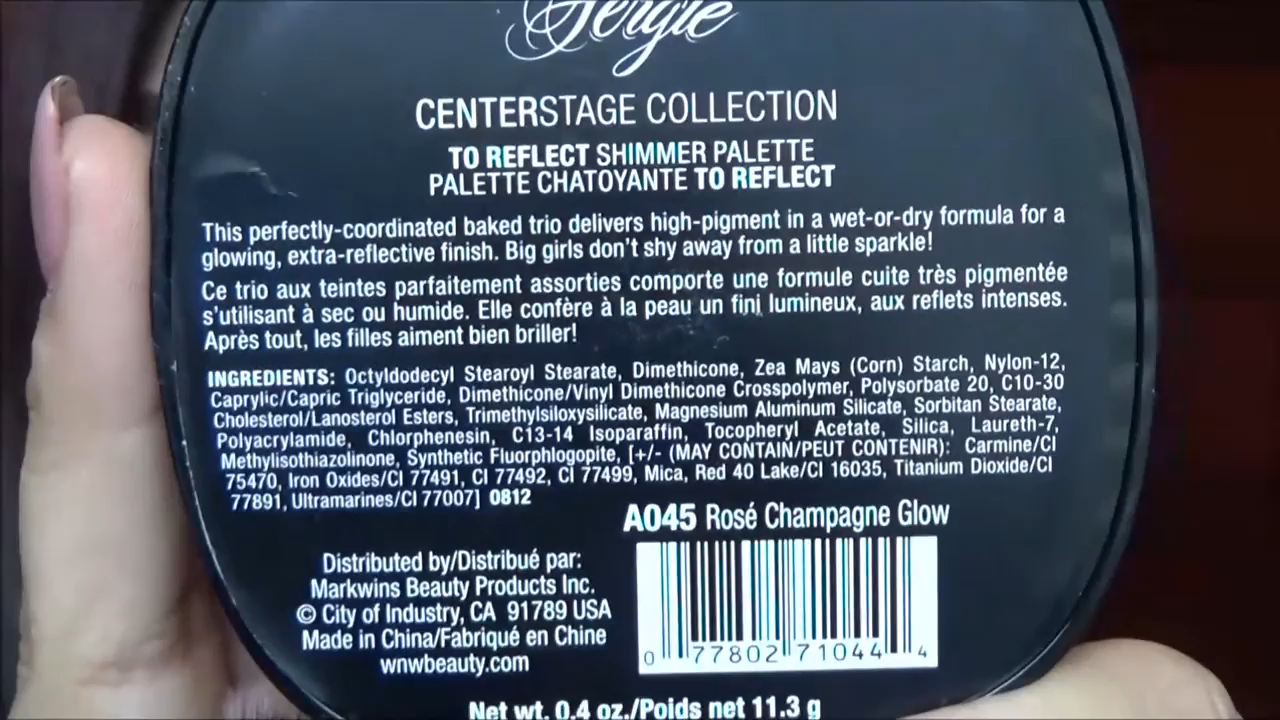 Fergie
CENTERSTAGE COLLECTION
TO REFLECT SHIMMER PALETTE
PALETTE CHATOYANTE TO REFLECT
This perfectly-coordinated baked trio delivers high-pigment in a wet-or-dry formula for a
glowing, extra-reflective finish. Big girls don't shy away from a little sparkle!
Ce trio aux teintes parfaitement assorties comporte une formule cuite très pigmentée
s'utilisant à sec ou humide. Elle confère à la peau un fini lumineux, aux reflets intenses.
Après tout, les filles aiment bien briller!
INGREDIENTS: Octyldodecyl Stearoyl Stearate, Dimethicone, Zea Mays (Corn) Starch, Nylon-12,
Caprylic/Capric Triglyceride, Dimethicone/Vinyl Dimethicone Crosspolymer, Polysorbate 20, C10-30
Cholesterol/Lanosterol Esters, Trimethylsiloxysilicate, Magnesium Aluminum Silicate, Sorbitan Stearate,
Polyacrylamide, Chlorphenesin, C13-14 Isoparaffin, Tocopheryl Acetate, Silica, Laureth-7,
Methylisothiazolinone, Synthetic Fluorphlogopite, [+/- (MAY CONTAIN/PEUT CONTENIR): Carmine/CI
75470, Iron Oxides/CI 77491, CI 77492, CI 77499, Mica, Red 40 Lake/CI 16035, Titanium Dioxide/CI
77891, Ultramarines/CI 77007] 0812
A045 Rosé Champagne Glow
Distributed by/Distribué par:
Markwins Beauty Products Inc.
© City of Industry, CA 91789 USA
Made in China/Fabriqué en Chine
wnwbeauty.com
0 77802 71044 4
Net wt. 0.4 oz./Poids net 11.3 g